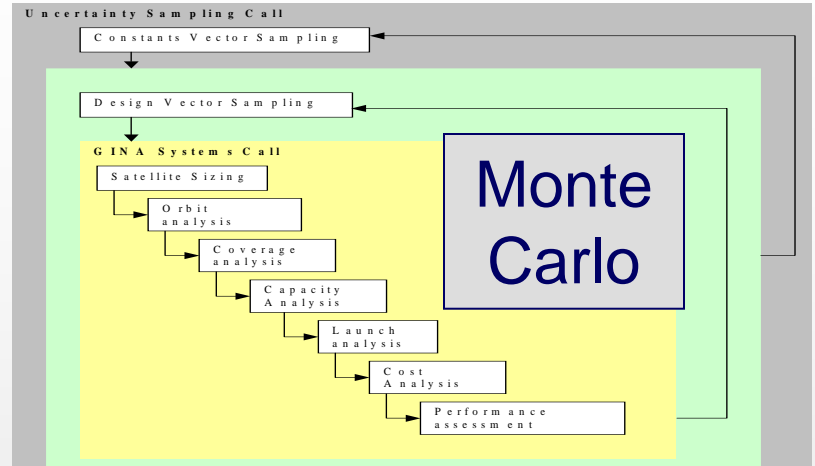 Uncertainty Sampling Call
Constants Vector Sampling
Design Vector Sampling
GINA Systems Call
Satellite Sizing
Orbit
analysis
Coverage
analysis
Capacity
Analysis
Launch
analysis
Cost
Analysis
Performance
assessment
Monte
Carlo